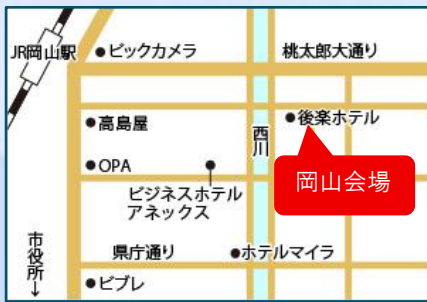 JR岡山駅
ビックカメラ
桃太郎大通り
高島屋
後楽ホテル
西川
OPA
岡山会場
ビジネスホテル
アネックス
市役所↓
県庁通り
ホテルマイラ
ビブレ